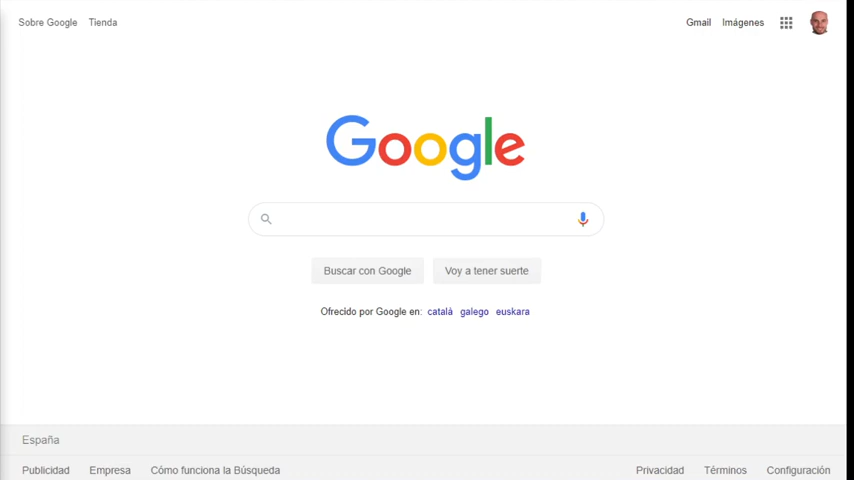 Sobre Google Tienda Gmail Imágenes
Google
Buscar con Google Voy a tener suerte
Ofrecido por Google en: català galego euskara
España
Publicidad Empresa Cómo funciona la Búsqueda Privacidad Términos Configuración